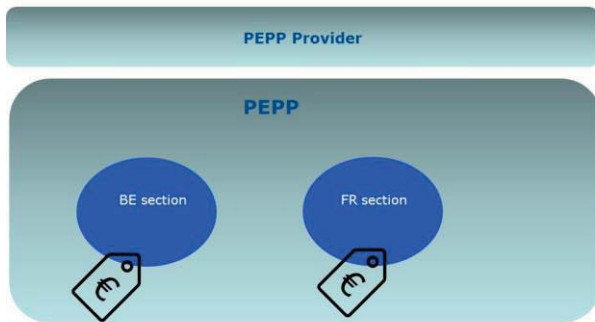 PEPP Provider
PEPP
BE section
FR section
€
€